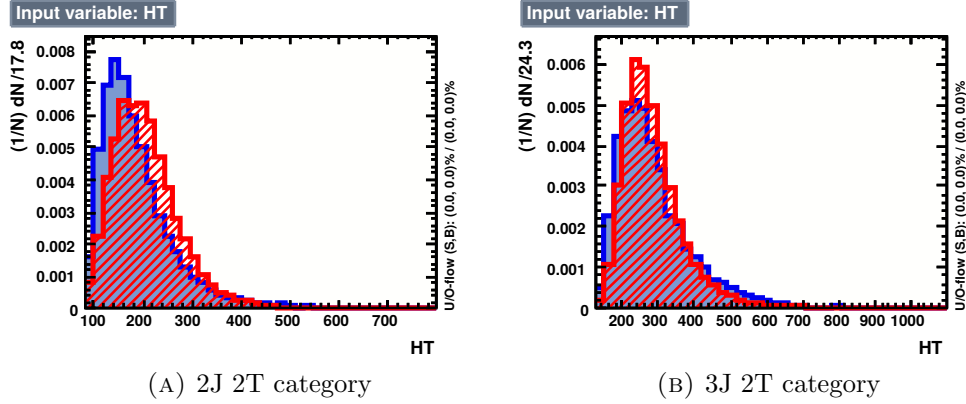 Input variable: HT
(1/N) dN /17.8
0.008
0.007
0.006
0.005
0.004
0.003
0.002
0.001
0
100 200 300 400 500 600 700
HT
U/O-flow (S,B): (0.0, 0.0)% / (0.0, 0.0)%
(A) 2J 2T category
Input variable: HT
(1/N) dN /24.3
0.006
0.005
0.004
0.003
0.002
0.001
0
200 300 400 500 600 700 800 900 1000
HT
U/O-flow (S,B): (0.0, 0.0)% / (0.0, 0.0)%
(B) 3J 2T category